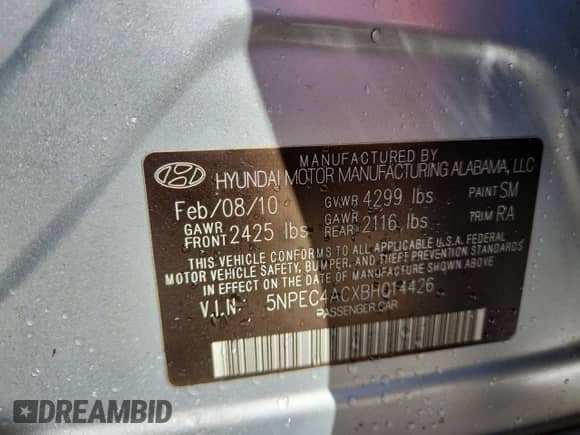 MANUFACTURED BY
HYUNDAI MOTOR MANUFACTURING ALABAMA, LLC
Feb/08/10 GVWR 4299 lbs PAINT SM
GAWR FRONT 2425 lbs GAWR REAR 2116 lbs TRIM RA
THIS VEHICLE CONFORMS TO ALL APPLICABLE U.S.A. FEDERAL
MOTOR VEHICLE SAFETY, BUMPER, AND THEFT PREVENTION STANDARDS
IN EFFECT ON THE DATE OF MANUFACTURE SHOWN ABOVE.
V.I.N: 5NPEC4ACXBH014426
PASSENGER CAR
DREAMBID